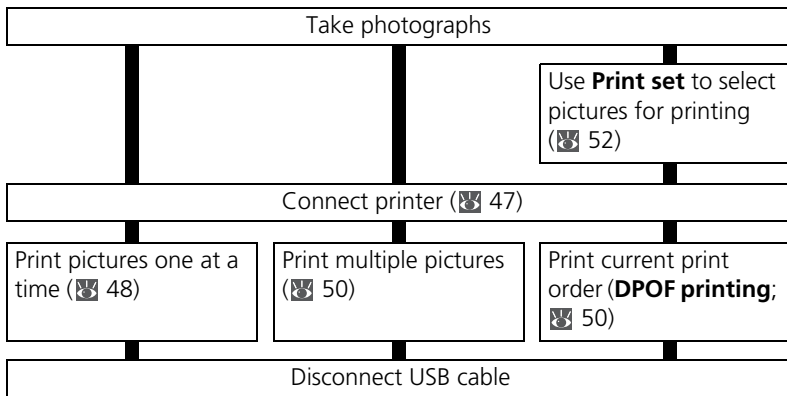 Take photographs
Use Print set to select
pictures for printing
( 52)
Connect printer ( 47)
Print pictures one at a
time ( 48)
Print multiple pictures
( 50)
Print current print
order (DPOF printing;
 50)
Disconnect USB cable